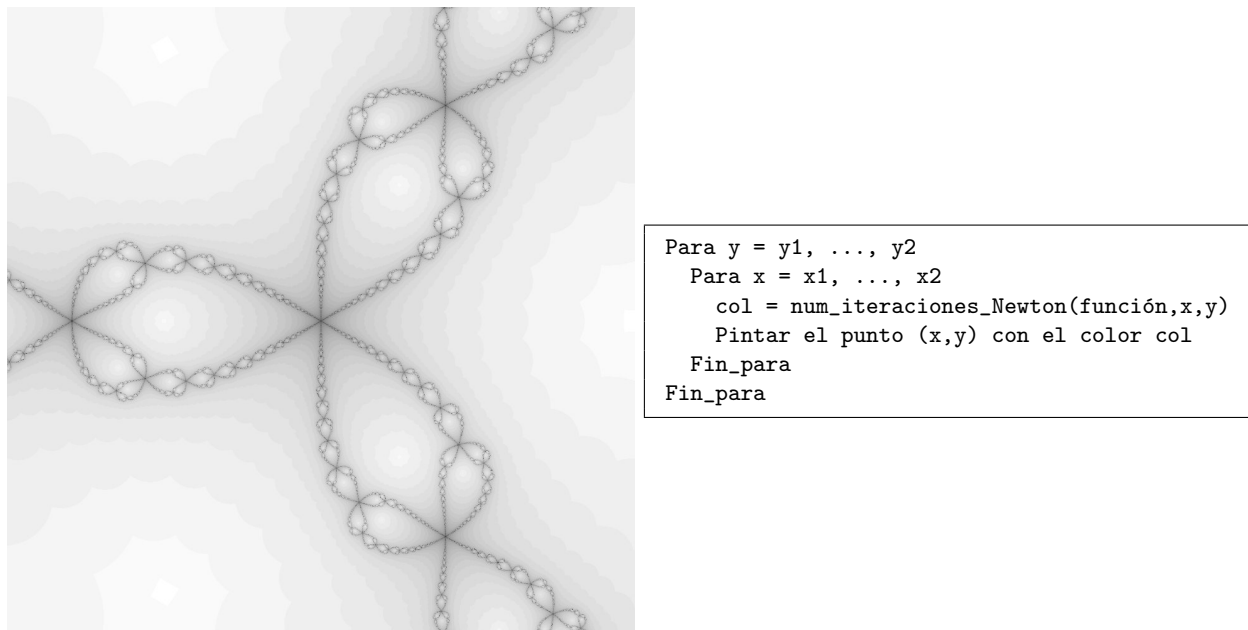 Para y = y1, ..., y2
  Para x = x1, ..., x2
    col = num_iteraciones_Newton(función,x,y)
    Pintar el punto (x,y) con el color col
  Fin_para
Fin_para